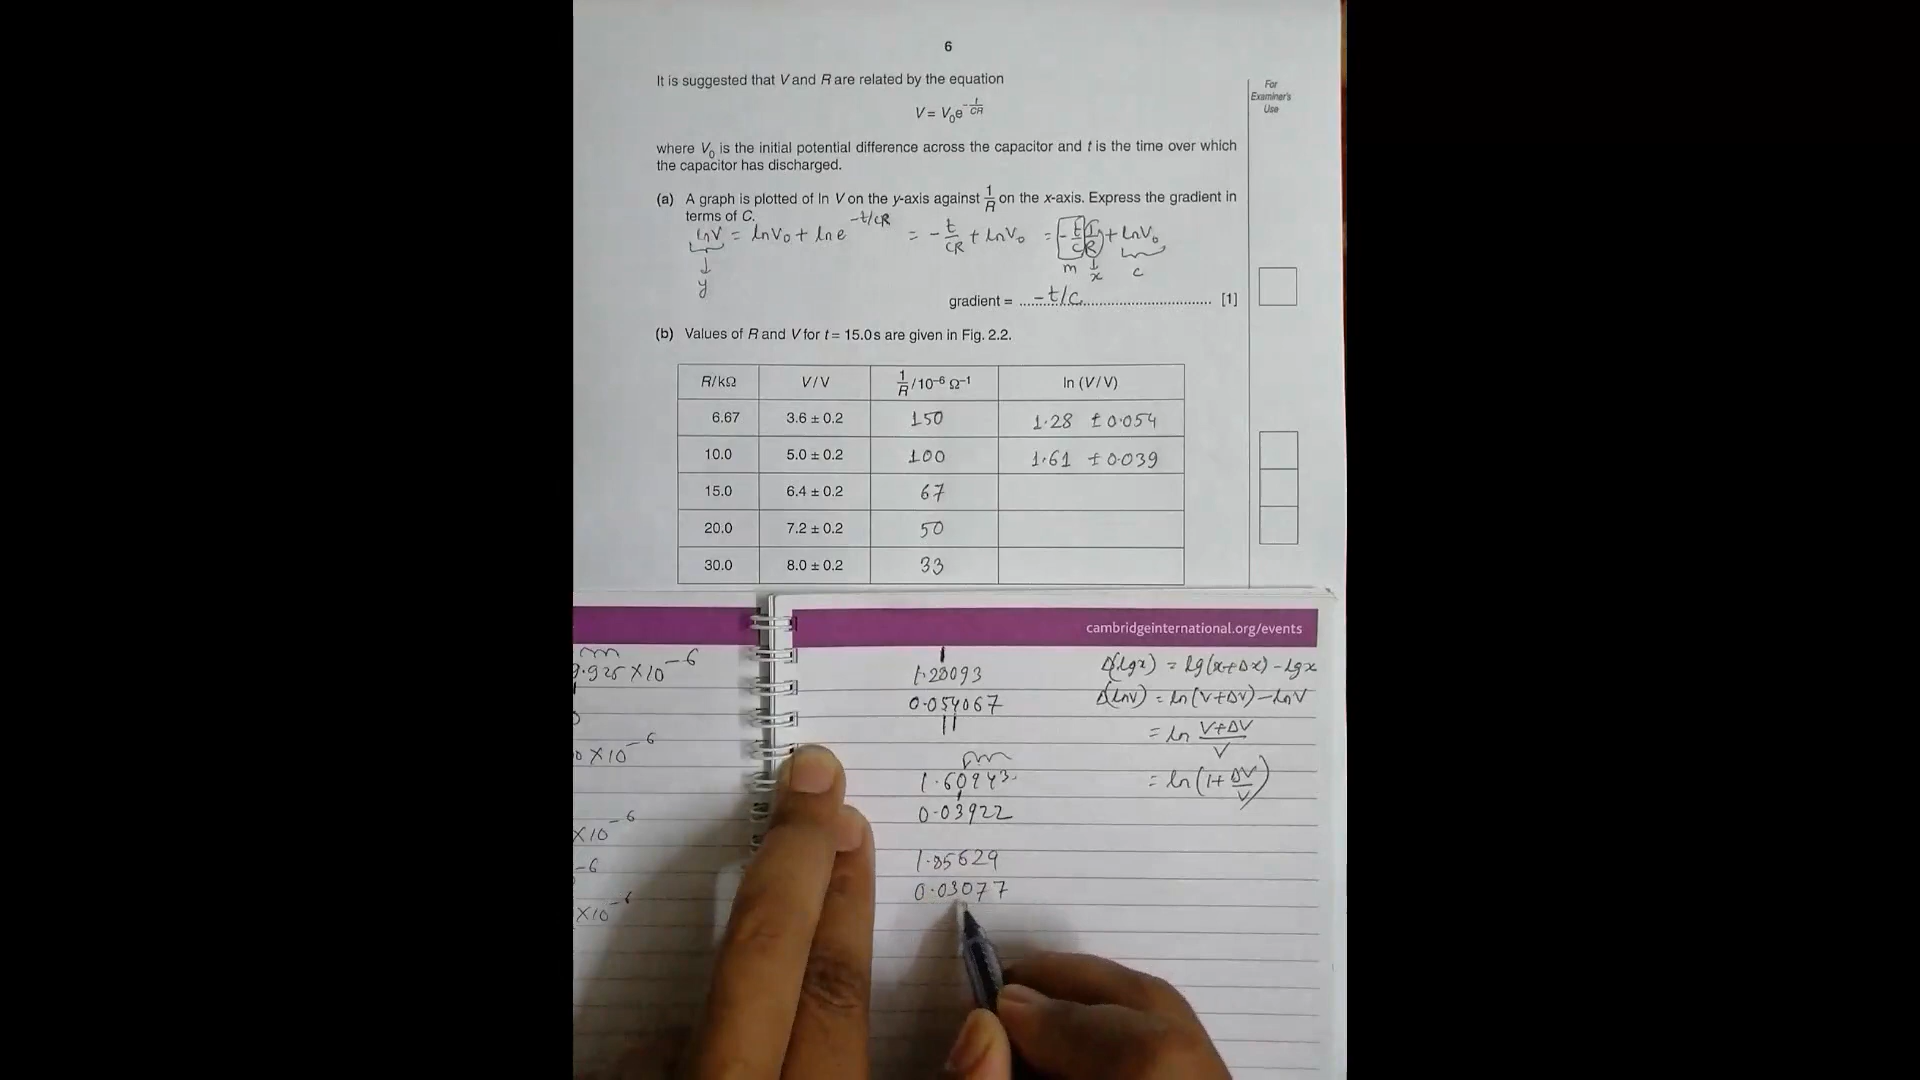 6
It is suggested that V and R are related by the equation
V = V₀e^(-t/CR)
where V₀ is the initial potential difference across the capacitor and t is the time over which
the capacitor has discharged.
For
Examiner's
Use
(a) A graph is plotted of ln V on the y-axis against 1/R on the x-axis. Express the gradient in
terms of C.
lnV = lnV₀ + ln e^(-t/CR) = -t/CR + lnV₀ = -t/C (1/R) + lnV₀
↓ y
m
x
c
gradient = ....-t/C.... [1]
(b) Values of R and V for t = 15.0s are given in Fig. 2.2.
R/kΩ V/V 1/R /10⁻⁶ Ω⁻¹ ln (V/V)
6.67 3.6 ± 0.2 150 1.28 ± 0.054
10.0 5.0 ± 0.2 100 1.61 ± 0.039
15.0 6.4 ± 0.2 67
20.0 7.2 ± 0.2 50
30.0 8.0 ± 0.2 33
cambridgeinternational.org/events
×10⁻⁶
×10⁻⁶
×10⁻⁶
-6
×10⁻⁶
1.28093
0.054067
1.60943
0.03922
1.85629
0.03077
Δ(lgx) = lg(x+Δx) - lgx
Δ(lnV) = ln(V+ΔV) - lnV
= ln (V+ΔV)/V
= ln(1 + ΔV/V)